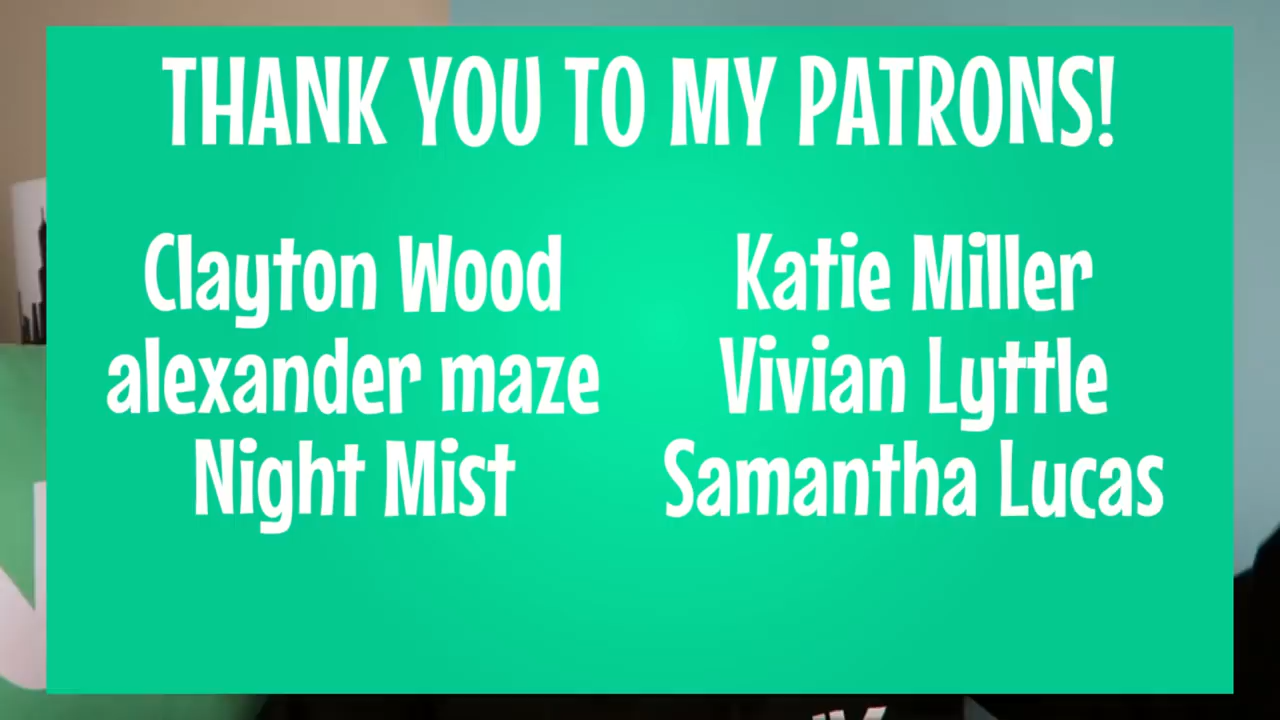 THANK YOU TO MY PATRONS!
Clayton Wood
alexander maze
Night Mist
Katie Miller
Vivian Lyttle
Samantha Lucas